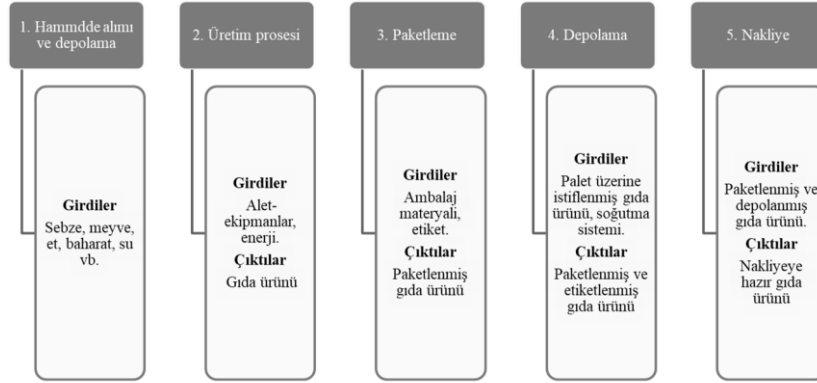 1. Hammdde alımı
ve depolama
Girdiler
Sebze, meyve,
et, baharat, su
vb.
2. Üretim prosesi
Girdiler
Alet-
ekipmanlar,
enerji.
Çıktılar
Gıda ürünü
3. Paketleme
Girdiler
Ambalaj
materyali,
etiket.
Çıktılar
Paketlenmiş
gıda ürünü
4. Depolama
Girdiler
Palet üzerine
istiflenmiş gıda
ürünü, soğutma
sistemi.
Çıktılar
Paketlenmiş ve
etiketlenmiş
gıda ürünü
5. Nakliye
Girdiler
Paketlenmiş ve
depolanmış
gıda ürünü.
Çıktılar
Nakliyeye
hazır gıda
ürünü